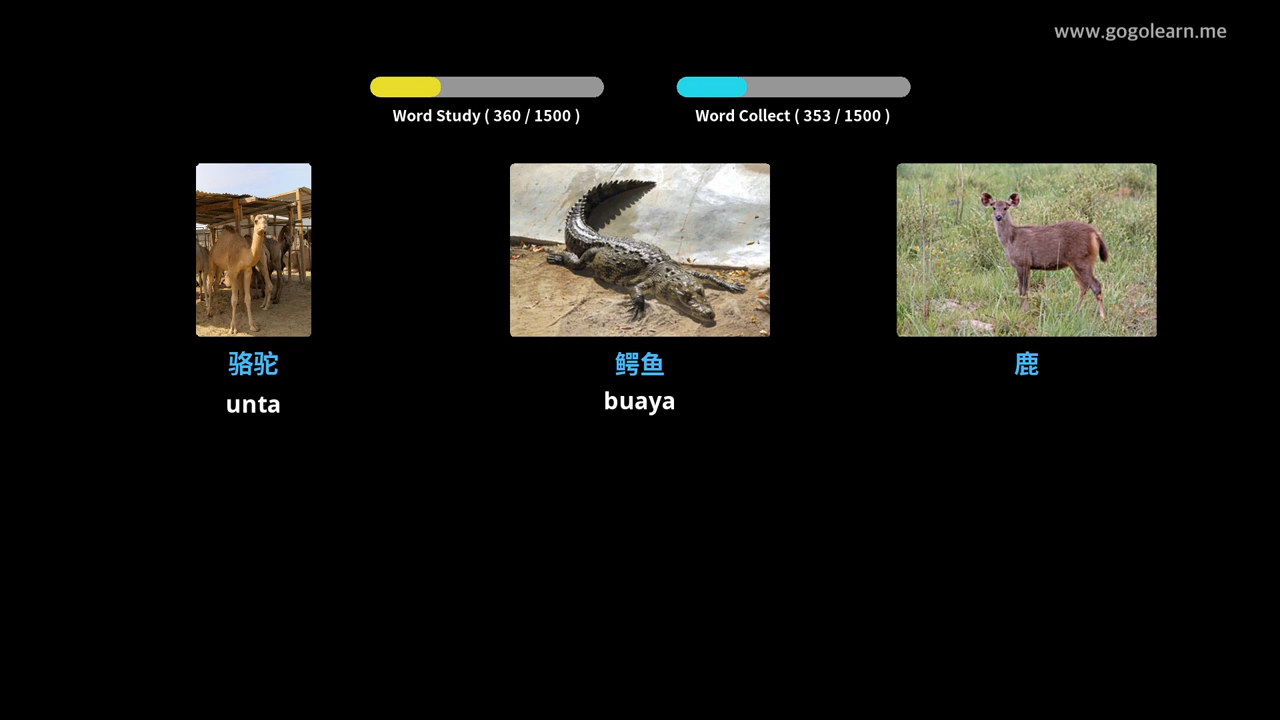 www.gogolearn.me
Word Study ( 360 / 1500 )
Word Collect ( 353 / 1500 )
骆驼
鳄鱼
鹿
unta
buaya